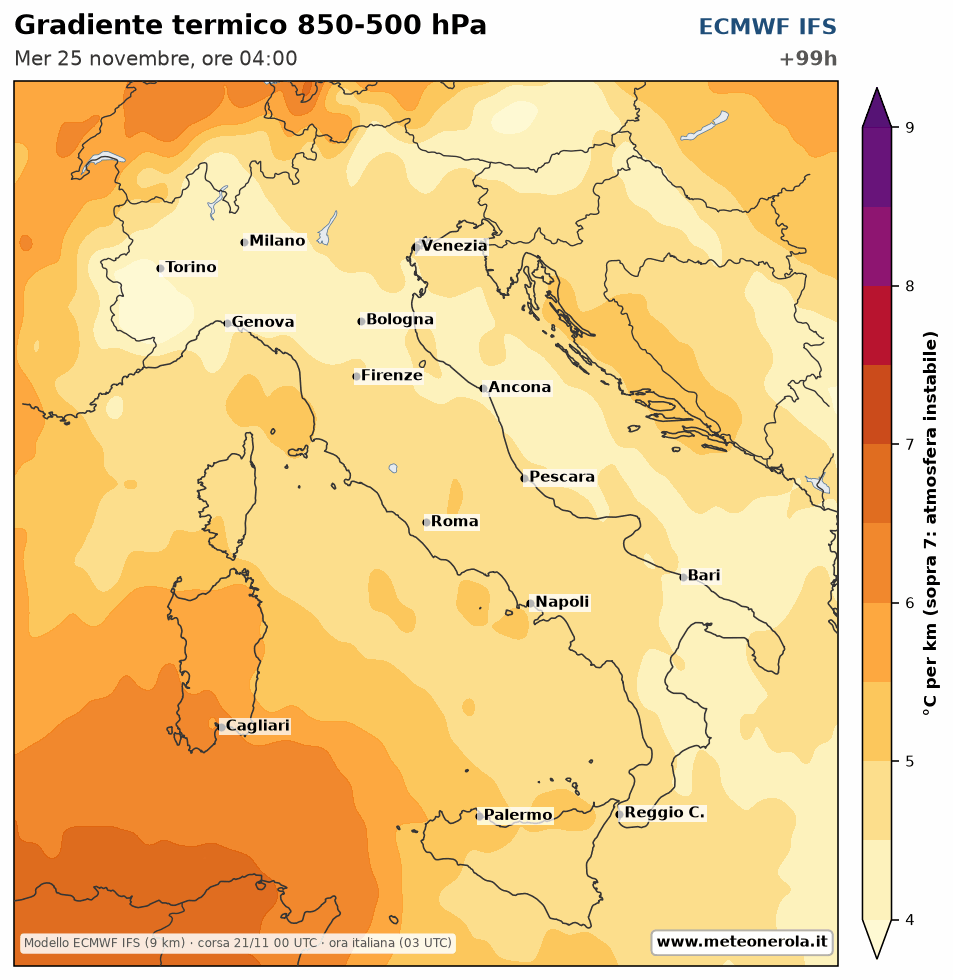 Gradiente termico 850-500 hPa
ECMWF IFS
Mer 25 novembre, ore 04:00
+99h
Milano
Venezia
Torino
Genova
Bologna
Firenze
Ancona
Pescara
Roma
Bari
Napoli
Cagliari
Palermo
Reggio C.
9
8
7
6
5
4
°C per km (sopra 7: atmosfera instabile)
Modello ECMWF IFS (9 km) · corsa 21/11 00 UTC · ora italiana (03 UTC)
www.meteonerola.it